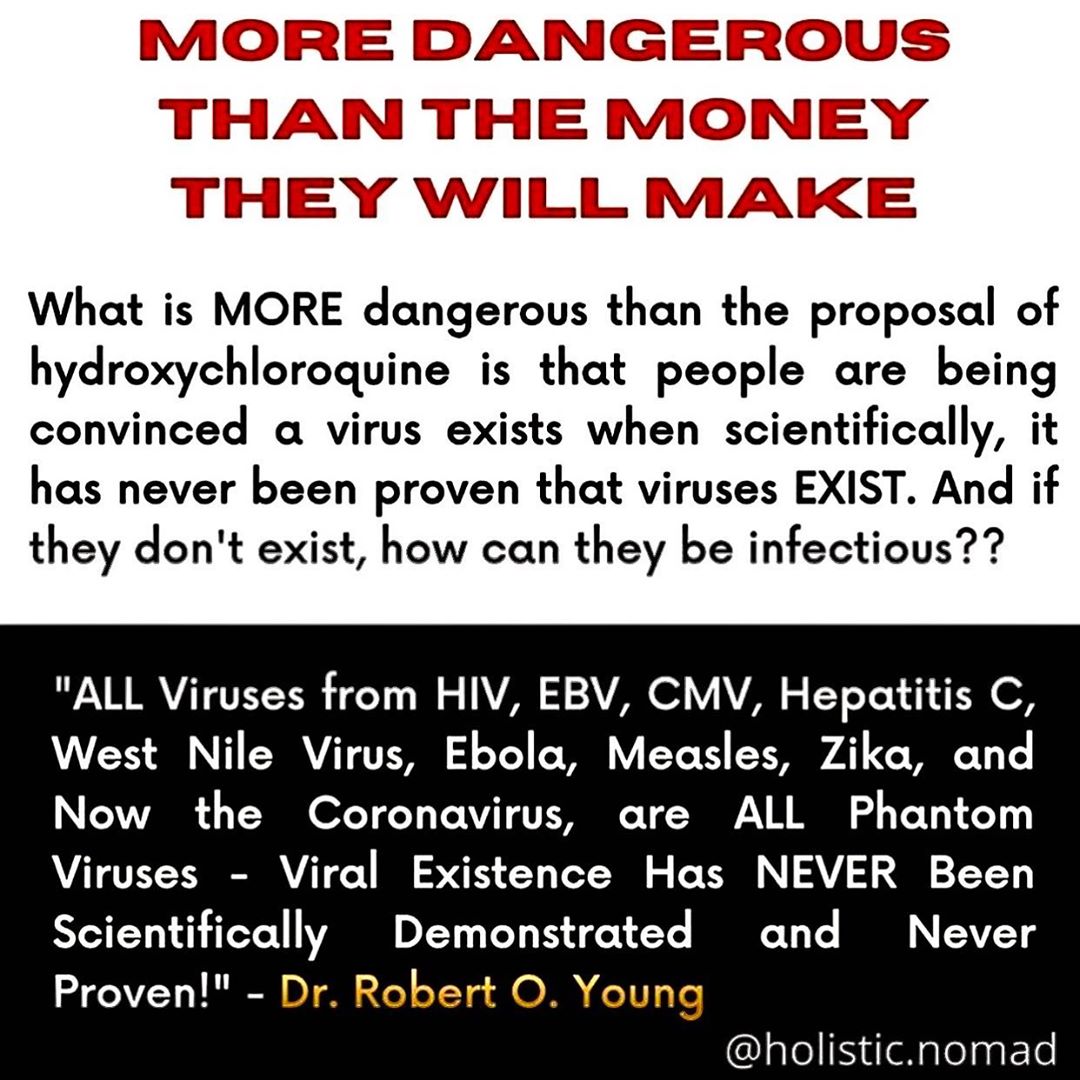 MORE DANGEROUS
THAN THE MONEY
THEY WILL MAKE
What is MORE dangerous than the proposal of
hydroxychloroquine is that people are being
convinced a virus exists when scientifically, it
has never been proven that viruses EXIST. And if
they don't exist, how can they be infectious??
"ALL Viruses from HIV, EBV, CMV, Hepatitis C,
West Nile Virus, Ebola, Measles, Zika, and
Now the Coronavirus, are ALL Phantom
Viruses - Viral Existence Has NEVER Been
Scientifically Demonstrated and Never
Proven!" - Dr. Robert O. Young
@holistic.nomad